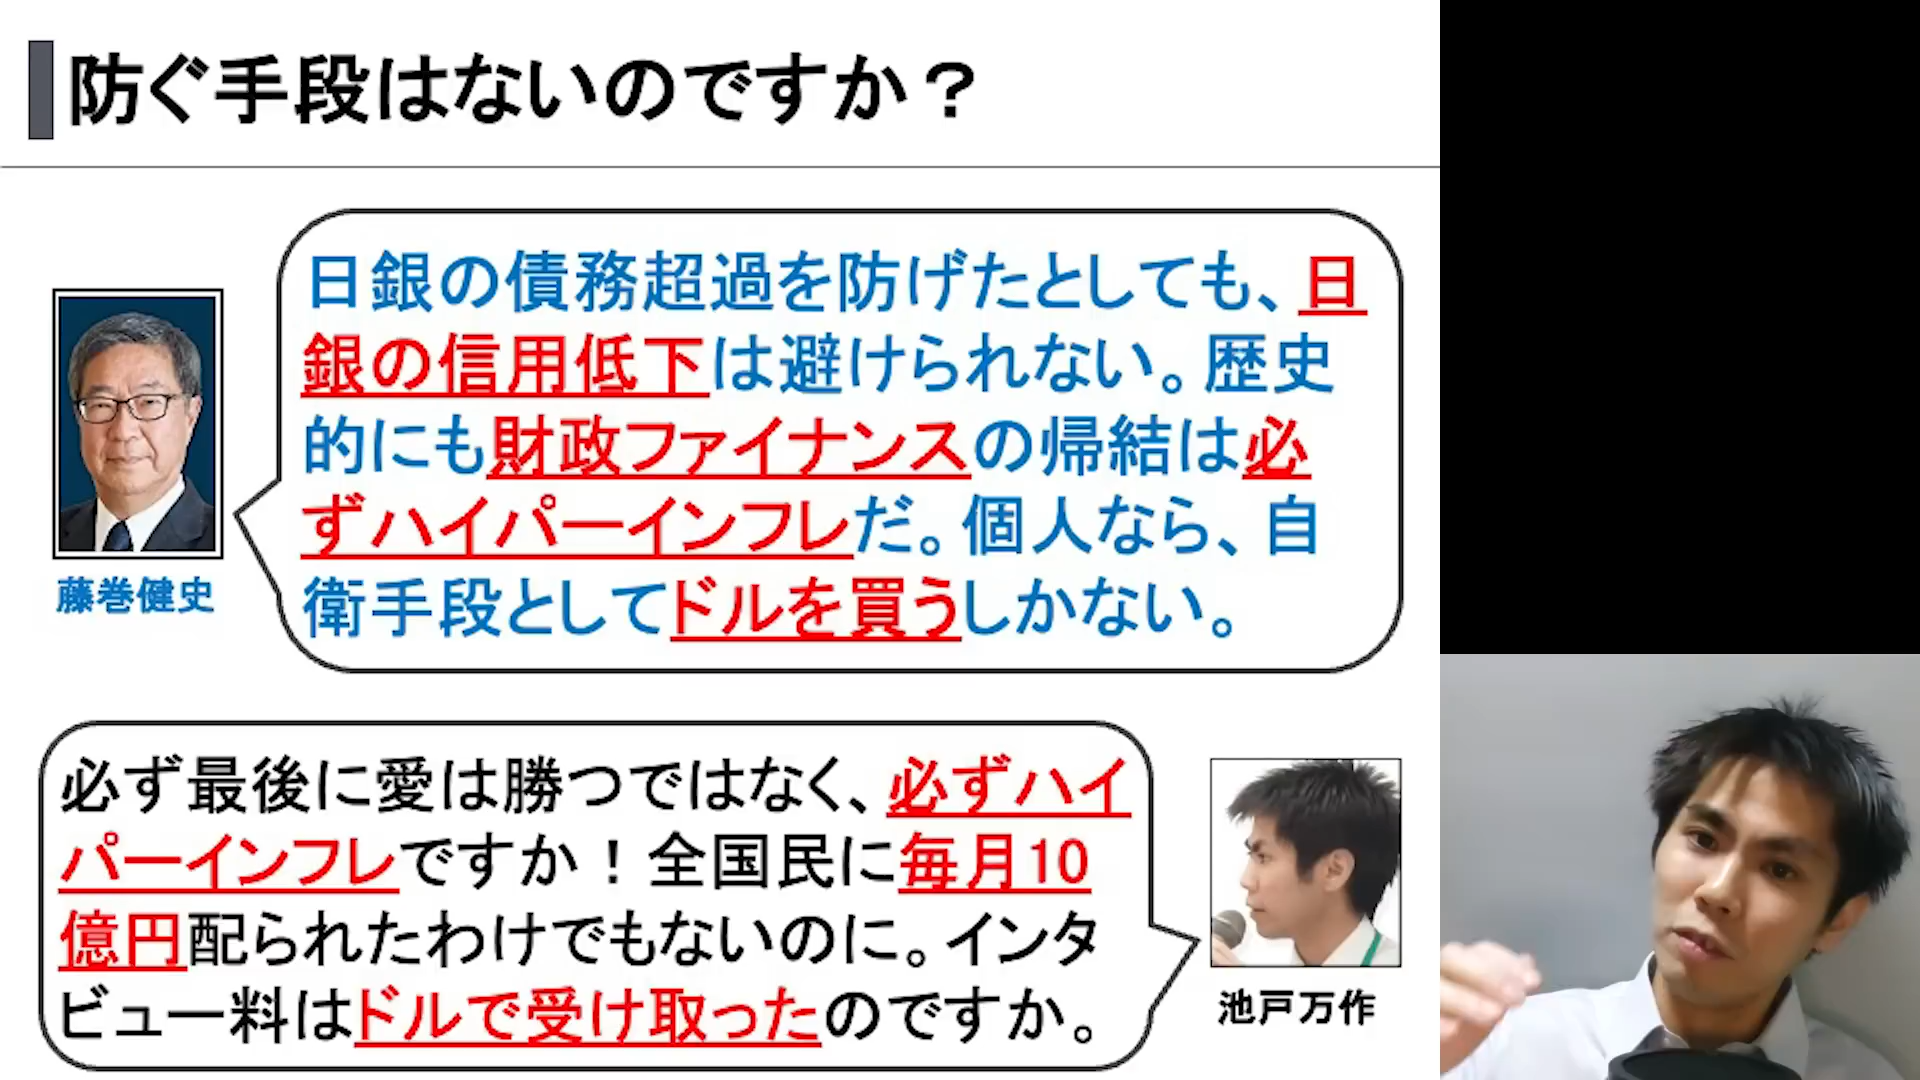 防ぐ手段はないのですか？
日銀の債務超過を防げたとしても、日
銀の信用低下は避けられない。歴史
的にも財政ファイナンスの帰結は必
ずハイパーインフレだ。個人なら、自
衛手段としてドルを買うしかない。
藤巻健史
必ず最後に愛は勝つではなく、必ずハイ
パーインフレですか！全国民に毎月10
億円配られたわけでもないのに。インタ
ビュー料はドルで受け取ったのですか。
池戸万作